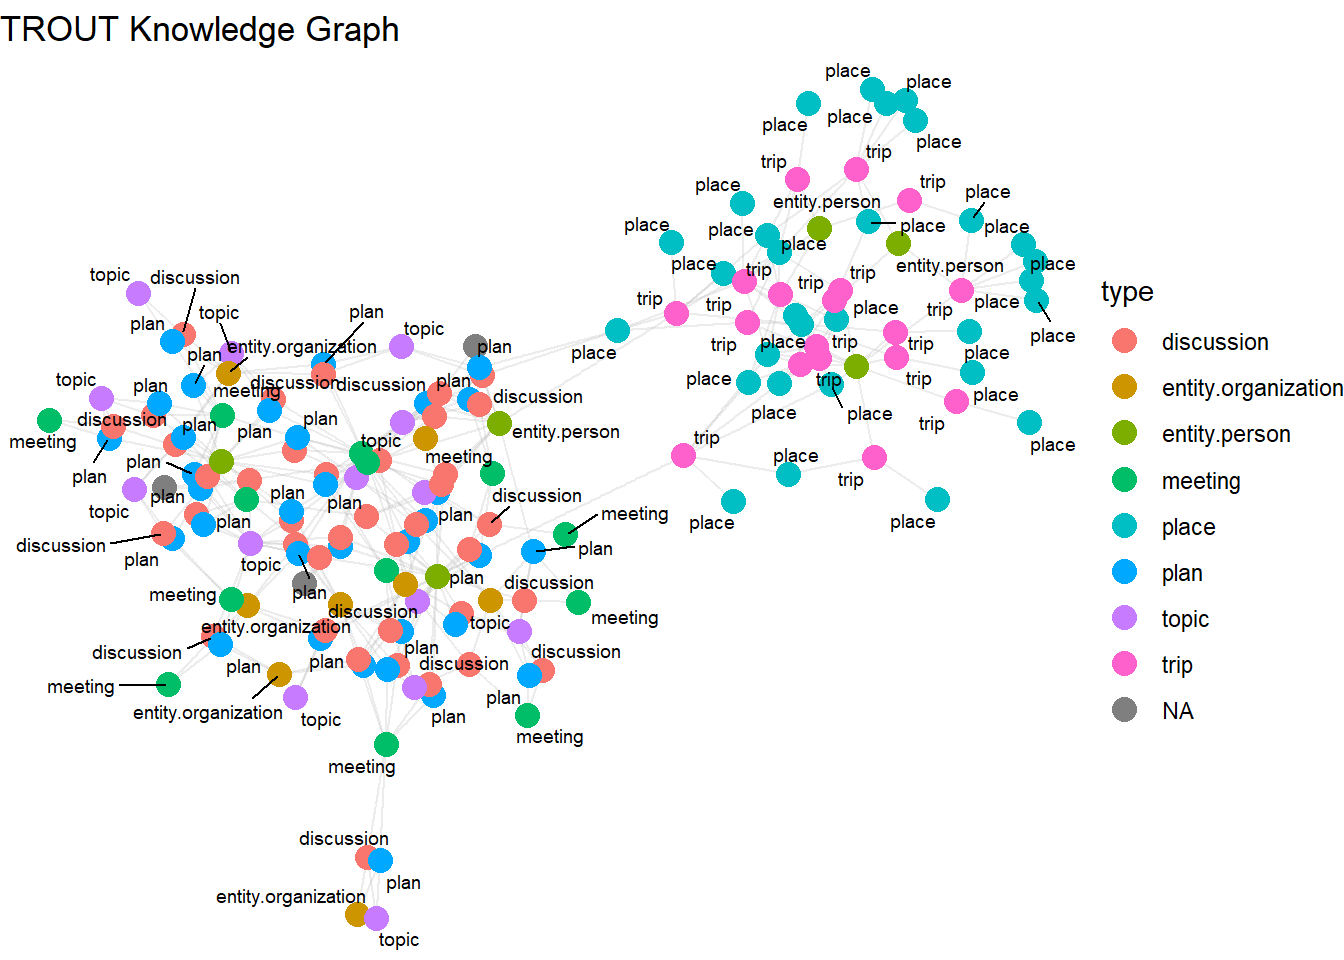 TROUT Knowledge Graph
place
place
place
place
place
trip
trip
trip
place
place
entity.person
place
place
place
place
place
place
entity.person
place
trip
trip
trip
trip
place
trip
trip
place
place
place
place
trip
trip
place
trip
trip
place
place
place
place
trip
place
trip
place
trip
place
place
type
discussion
entity.organization
entity.person
meeting
place
plan
topic
trip
NA
topic
discussion
topic
plan
plan
topic
plan
entity.organization
plan
topic
plan
meeting
discussion
discussion
plan
discussion
discussion
plan
plan
meeting
plan
topic
entity.person
meeting
plan
plan
plan
plan
plan
discussion
topic
plan
plan
meeting
discussion
plan
topic
plan
plan
plan
discussion
meeting
discussion
topic
meeting
entity.organization
discussion
plan
plan
plan
discussion
discussion
meeting
entity.organization
topic
plan
plan
meeting
meeting
discussion
plan
entity.organization
topic